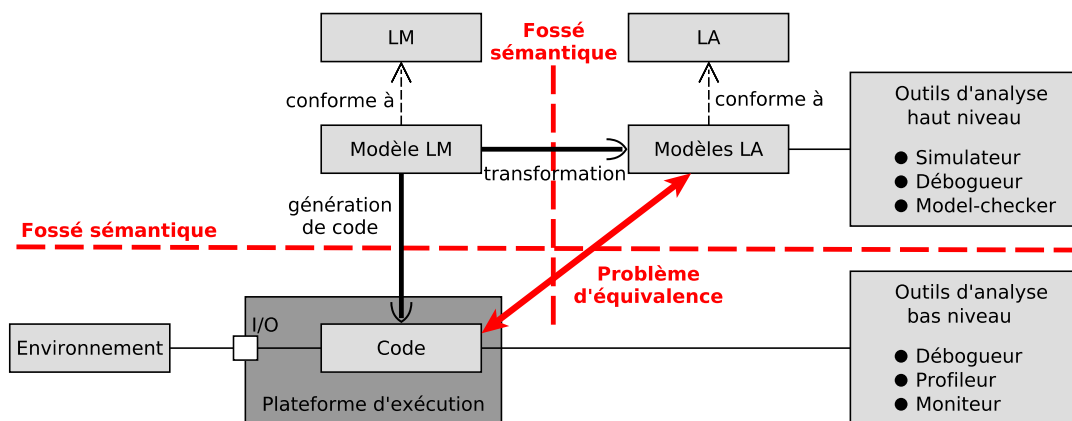 LM
Fossé
sémantique
LA
conforme à
conforme à
Outils d'analyse
haut niveau
● Simulateur
● Débogueur
● Model-checker
Modèle LM
transformation
Modèles LA
génération
de code
Fossé sémantique
Problème
d'équivalence
Outils d'analyse
bas niveau
● Débogueur
● Profileur
● Moniteur
Environnement
I/O
Code
Plateforme d'exécution